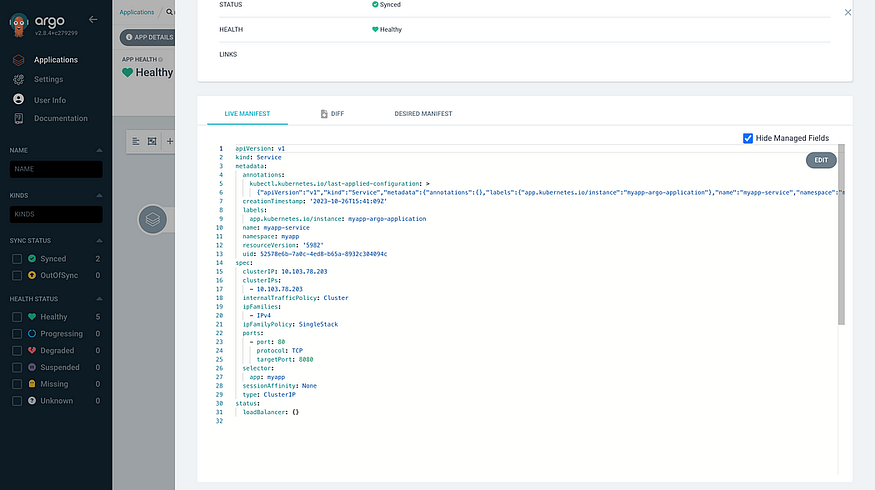 argo
v2.8.4+c279299
Applications
Settings
User Info
Documentation
NAME
NAME
KINDS
KINDS
SYNC STATUS
Synced 2
OutOfSync 0
HEALTH STATUS
Healthy 5
Progressing 0
Degraded 0
Suspended 0
Missing 0
Unknown 0
Applications /
APP DETAILS
APP HEALTH
Healthy
STATUS Synced
HEALTH Healthy
LINKS
LIVE MANIFEST DIFF DESIRED MANIFEST
Hide Managed Fields
EDIT
1 apiVersion: v1
2 kind: Service
3 metadata:
4 annotations:
5 kubectl.kubernetes.io/last-applied-configuration: >
6 {"apiVersion":"v1","kind":"Service","metadata":{"annotations":{},"labels":{"app.kubernetes.io/instance":"myapp-argo-application"},"name":"myapp-service","namespace":"
7 creationTimestamp: '2023-10-26T15:41:09Z'
8 labels:
9 app.kubernetes.io/instance: myapp-argo-application
10 name: myapp-service
11 namespace: myapp
12 resourceVersion: '5982'
13 uid: 52578e6b-7a0c-4ed8-b65a-8932c304094c
14 spec:
15 clusterIP: 10.103.78.203
16 clusterIPs:
17 - 10.103.78.203
18 internalTrafficPolicy: Cluster
19 ipFamilies:
20 - IPv4
21 ipFamilyPolicy: SingleStack
22 ports:
23 - port: 80
24 protocol: TCP
25 targetPort: 8080
26 selector:
27 app: myapp
28 sessionAffinity: None
29 type: ClusterIP
30 status:
31 loadBalancer: {}
32